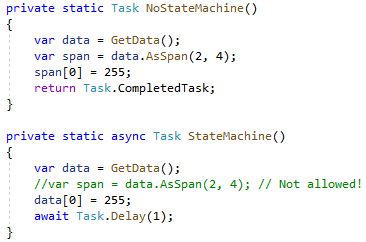 private static Task NoStateMachine()
{
    var data = GetData();
    var span = data.AsSpan(2, 4);
    span[0] = 255;
    return Task.CompletedTask;
}

private static async Task StateMachine()
{
    var data = GetData();
    //var span = data.AsSpan(2, 4); // Not allowed!
    data[0] = 255;
    await Task.Delay(1);
}